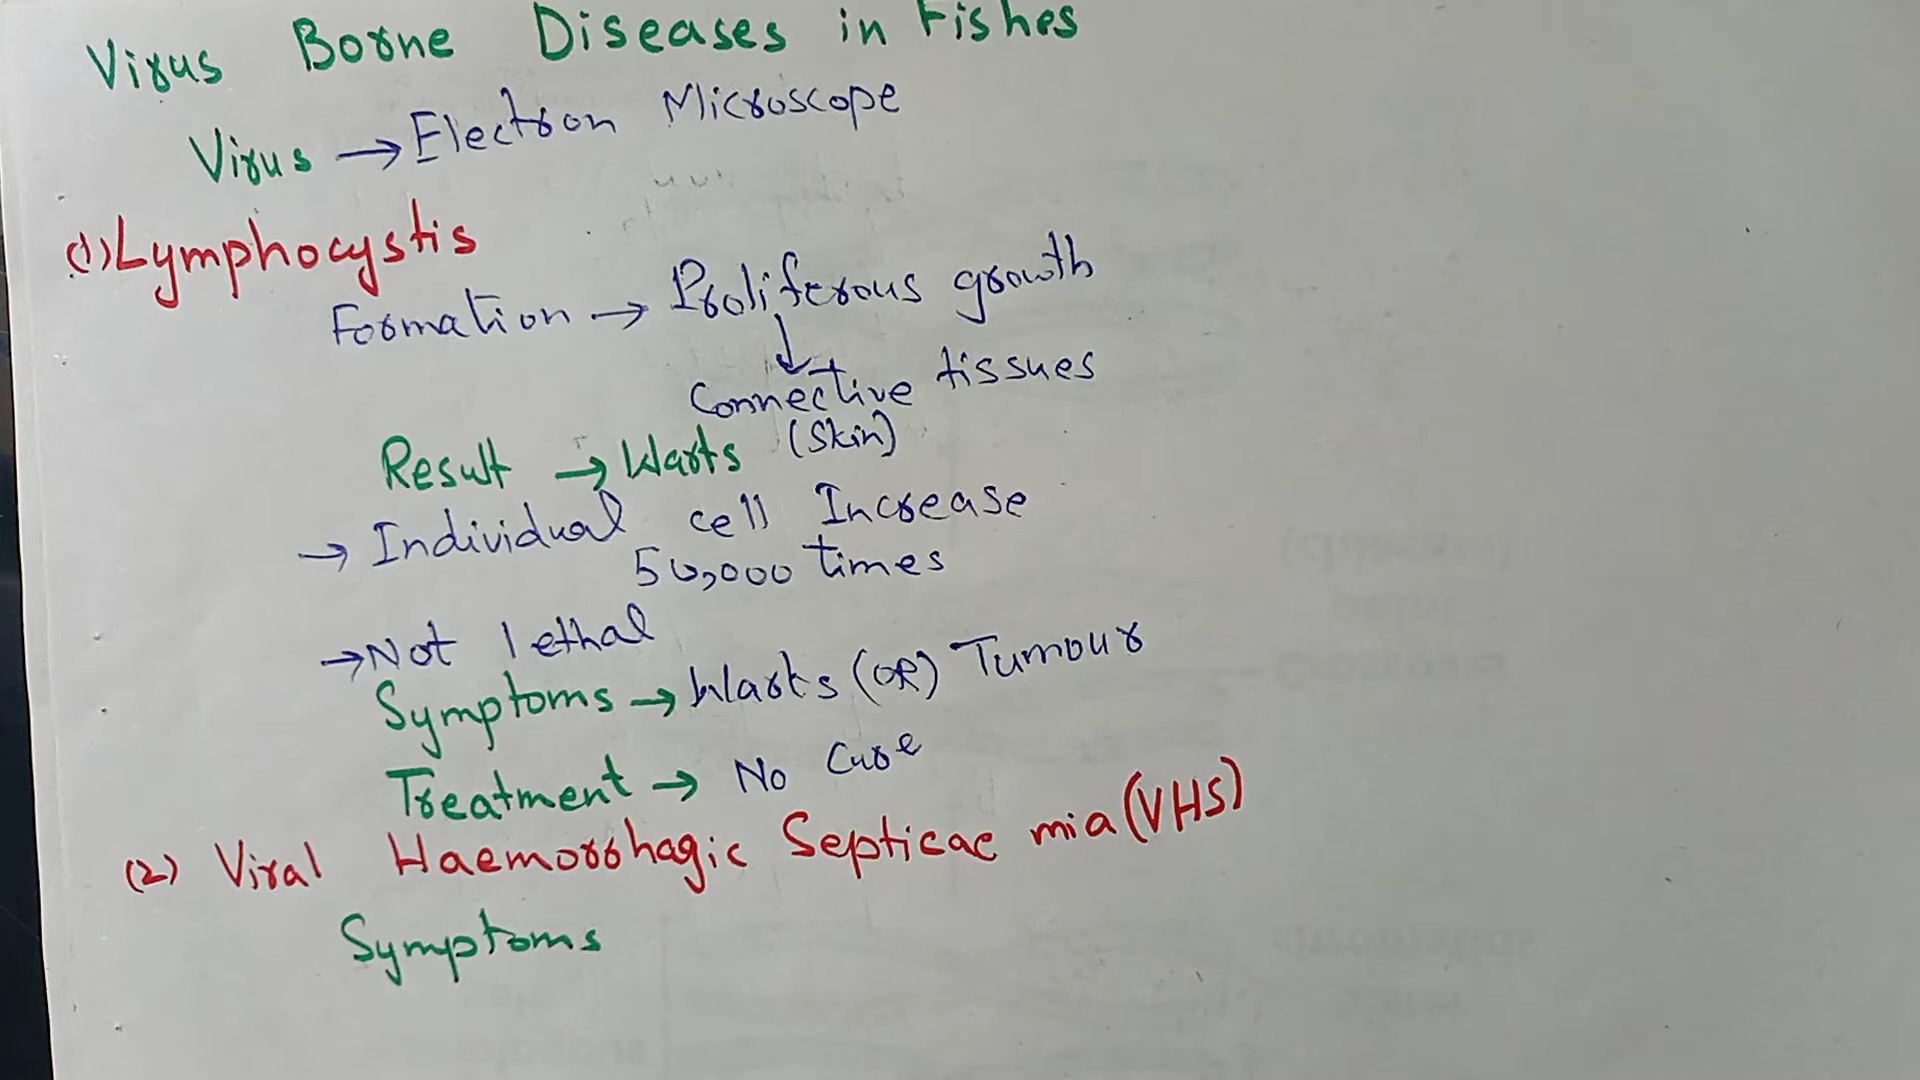 Virus Borne Diseases in Fishes
Virus → Electron Microscope
(1) Lymphocystis
Formation → Proliferous growth
↓
Connective tissues
(Skin)
Result → Warts
→ Individual cell Increase
50,000 times
→ Not lethal
Symptoms → Warts (OR) Tumour
Treatment → No Cure
(2) Viral Haemorrhagic Septicae mia (VHS)
Symptoms